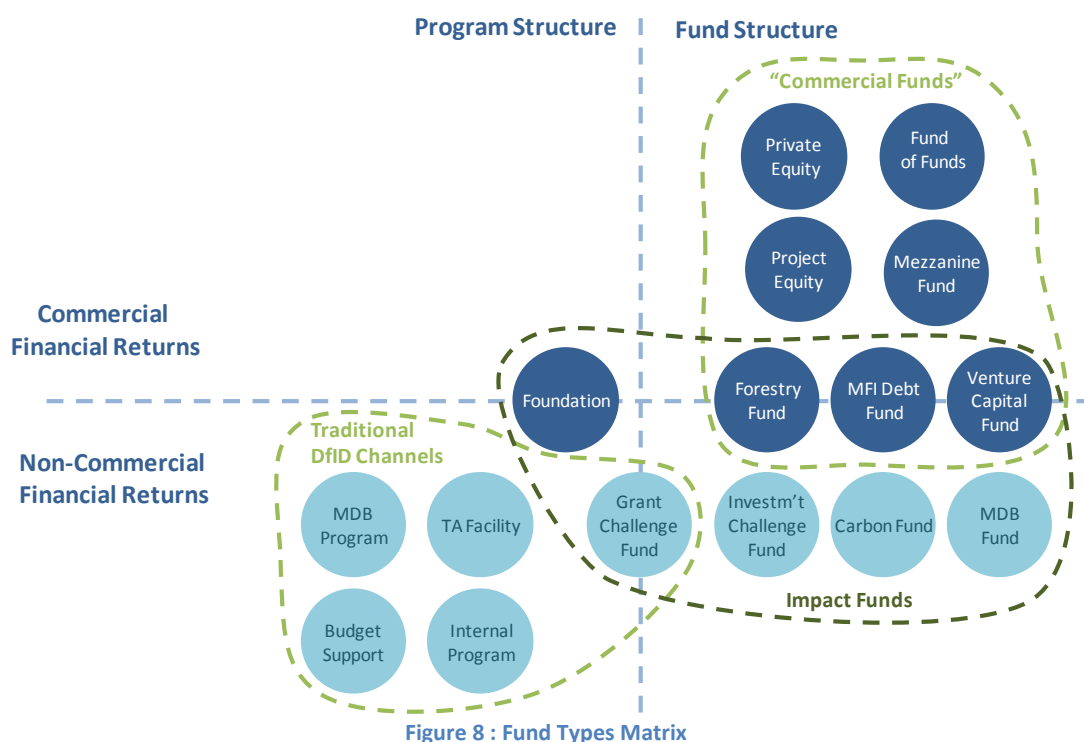 Program Structure
Fund Structure
“Commercial Funds”
Private
Equity
Fund
of Funds
Project
Equity
Mezzanine
Fund
Commercial
Financial Returns
Foundation
Forestry
Fund
MFI Debt
Fund
Venture
Capital
Fund
Non-Commercial
Financial Returns
Traditional
DfID Channels
MDB
Program
TA Facility
Grant
Challenge
Fund
Investm’t
Challenge
Fund
Carbon Fund
MDB
Fund
Impact Funds
Budget
Support
Internal
Program
Figure 8 : Fund Types Matrix